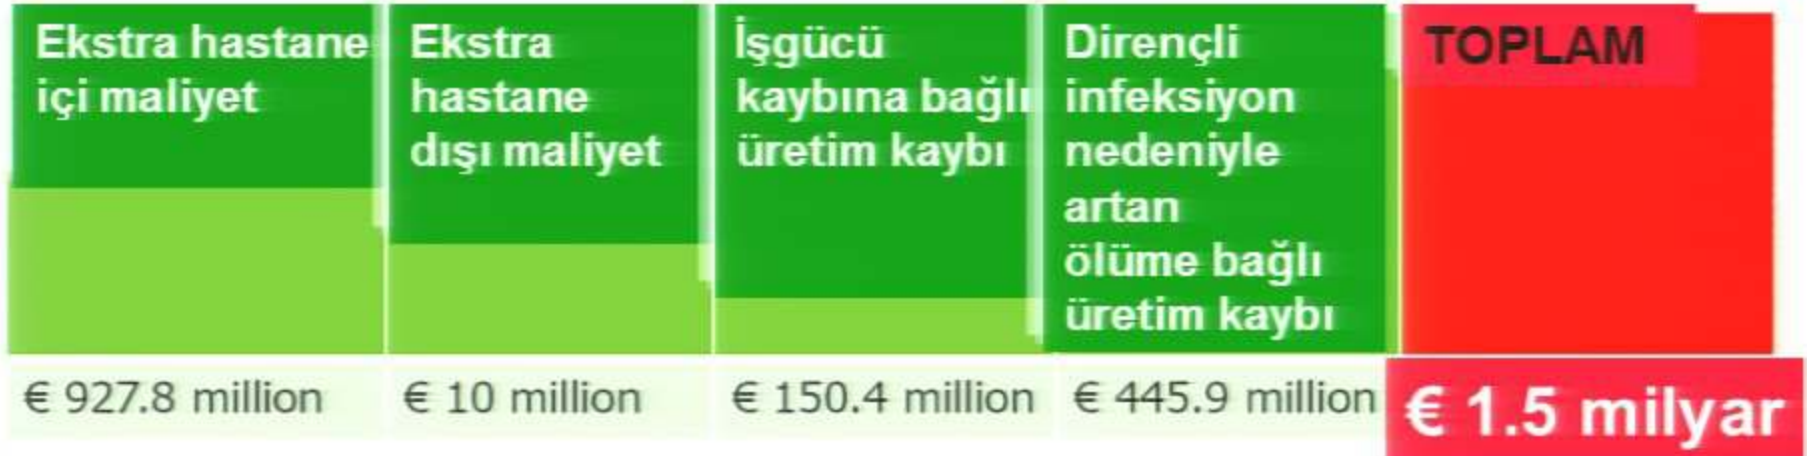 Ekstra hastane
içi maliyet
Ekstra
hastane
dışı maliyet
İşgücü
kaybına bağlı
üretim kaybı
Dirençli
infeksiyon
nedeniyle
artan
ölüme bağlı
üretim kaybı
TOPLAM
€ 927.8 million
€ 10 million
€ 150.4 million
€ 445.9 million
€ 1.5 milyar